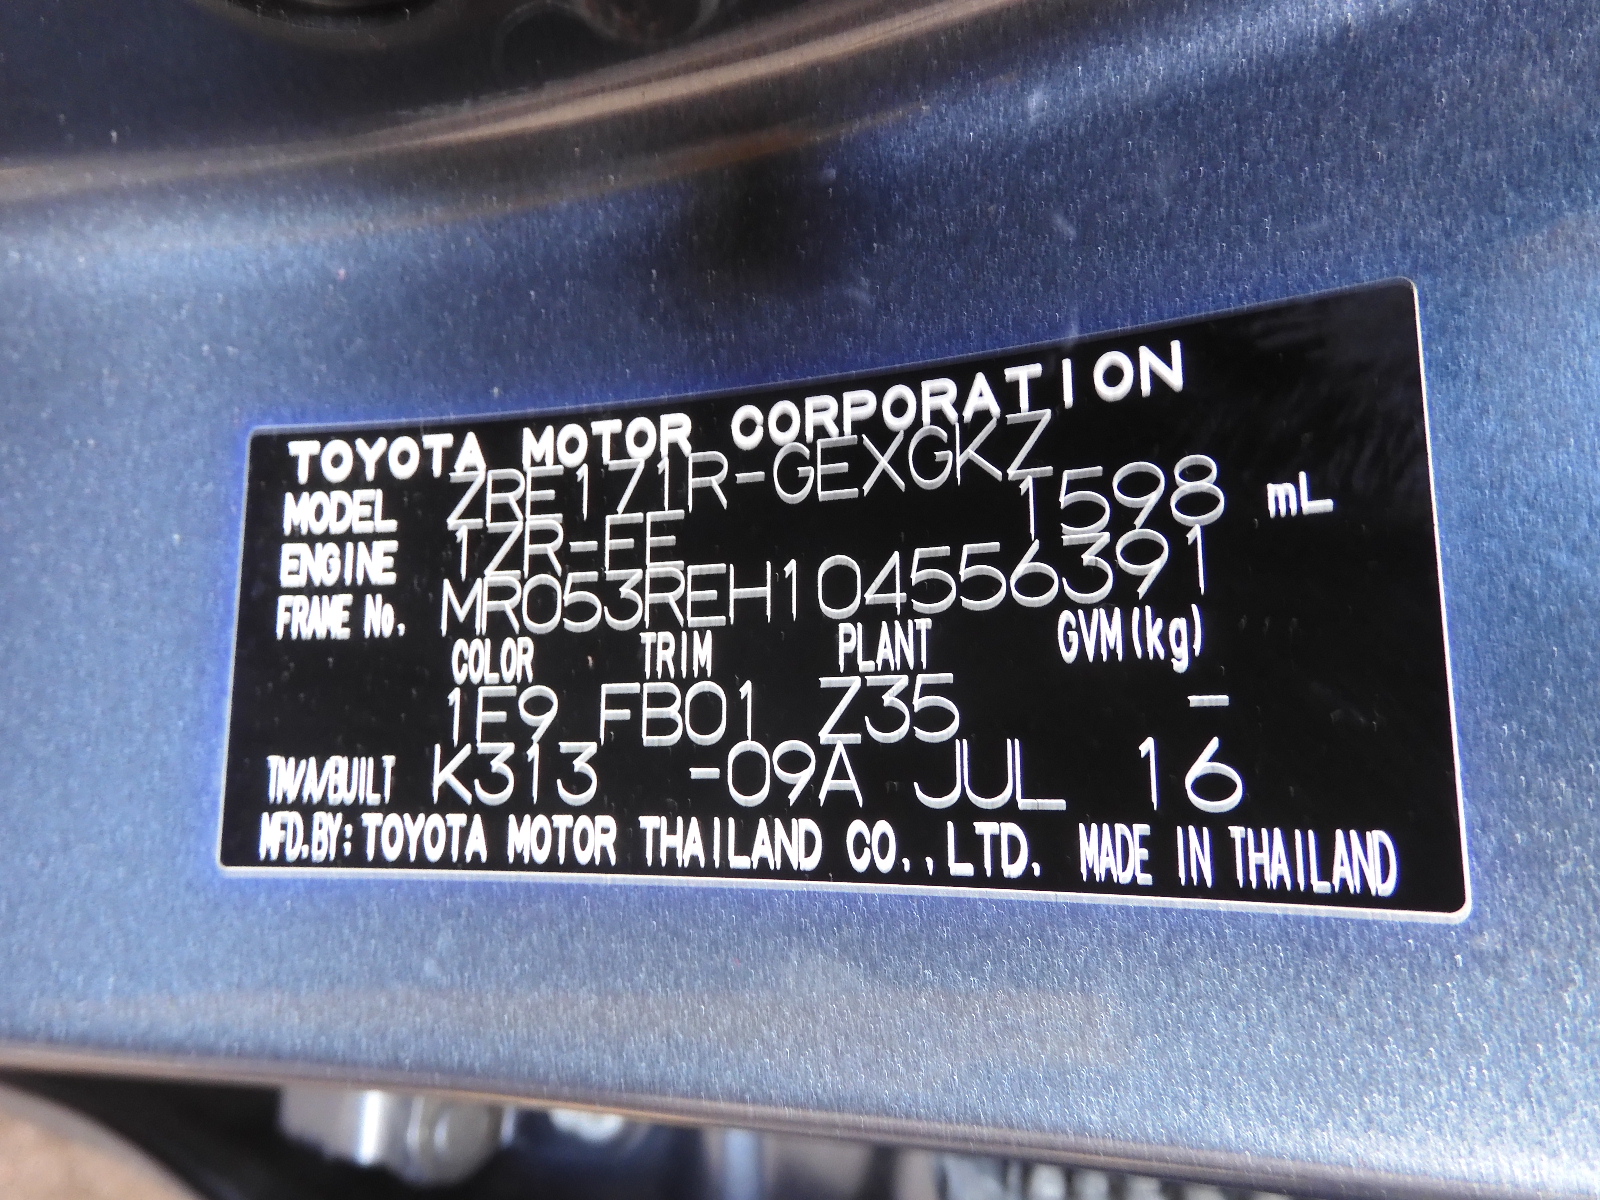 TOYOTA MOTOR CORPORATION
MODEL ZRE171R-GEXGKZ
ENGINE 1ZR-FE 1598 mL
FRAME No. MR053REH104556391
COLOR TRIM PLANT GVM(kg)
1E9 FB01 Z35 -
TM/A/BUILT K313 -09A JUL 16
MFD.BY: TOYOTA MOTOR THAILAND CO.,LTD. MADE IN THAILAND